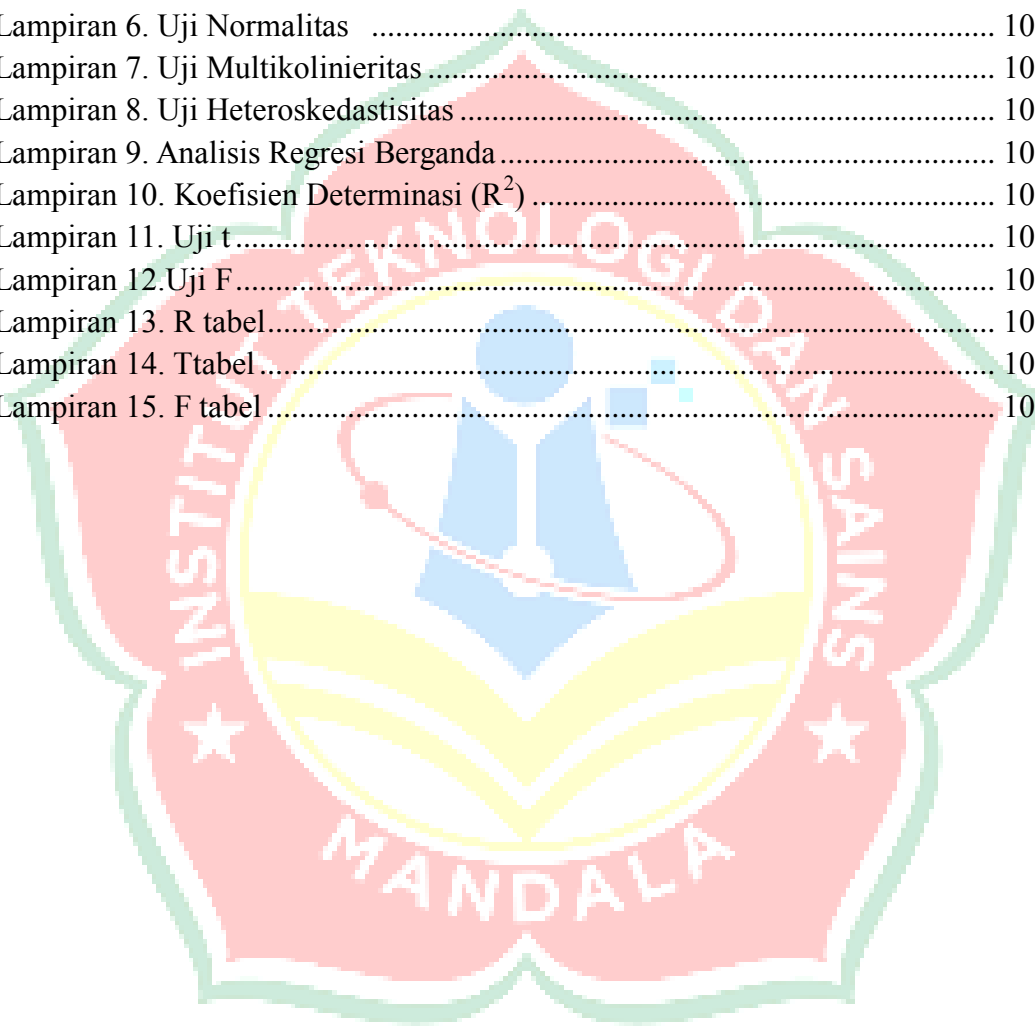 Lampiran 6. Uji Normalitas ........................................................................... 10
Lampiran 7. Uji Multikolinieritas .................................................................... 10
Lampiran 8. Uji Heteroskedastisitas ................................................................ 10
Lampiran 9. Analisis Regresi Berganda ........................................................... 10
Lampiran 10. Koefisien Determinasi (R²) ....................................................... 10
Lampiran 11. Uji t ........................................................................................... 10
Lampiran 12.Uji F ........................................................................................... 10
Lampiran 13. R tabel ....................................................................................... 10
Lampiran 14. Ttabel ........................................................................................ 10
Lampiran 15. F tabel ....................................................................................... 10
INSTITUT TEKNOLOGI DAN SAINS
MANDALA